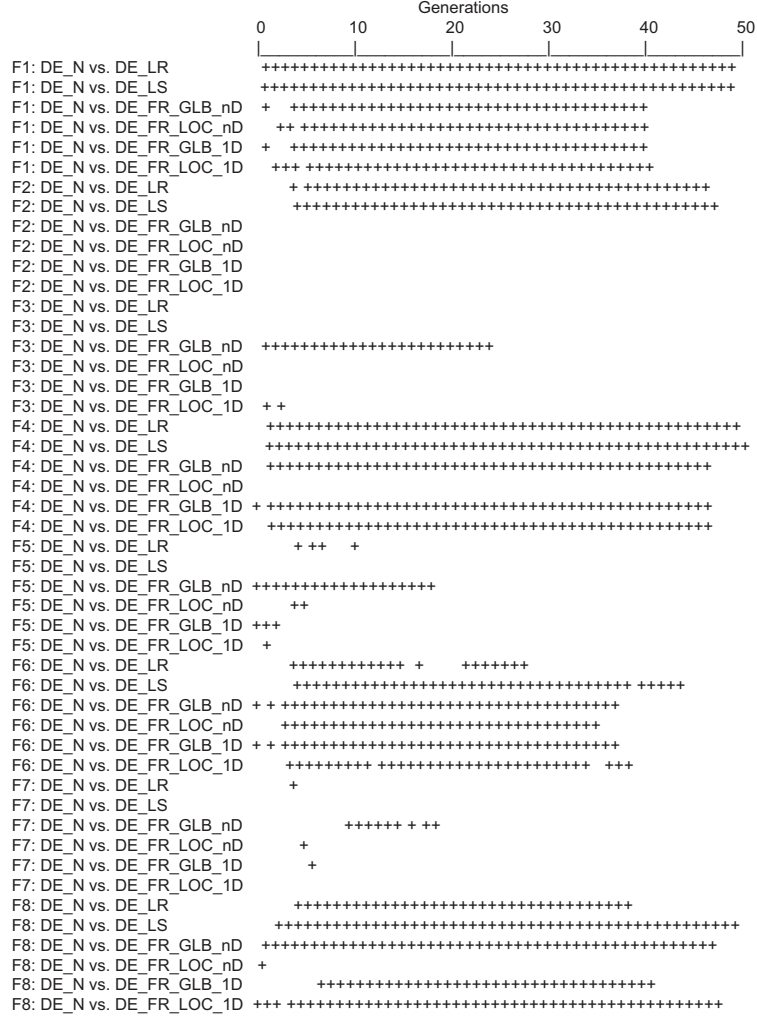 Generations
0 10 20 30 40 50
F1: DE_N vs. DE_LR +++++++++++++++++++++++++++++++++++++++++++++++++
F1: DE_N vs. DE_LS +++++++++++++++++++++++++++++++++++++++++++++++++
F1: DE_N vs. DE_FR_GLB_nD + +++++++++++++++++++++++++++++++++++++
F1: DE_N vs. DE_FR_LOC_nD ++ ++++++++++++++++++++++++++++++++++++
F1: DE_N vs. DE_FR_GLB_1D + +++++++++++++++++++++++++++++++++++++
F1: DE_N vs. DE_FR_LOC_1D +++ ++++++++++++++++++++++++++++++++++++
F2: DE_N vs. DE_LR + ++++++++++++++++++++++++++++++++++++++++++
F2: DE_N vs. DE_LS ++++++++++++++++++++++++++++++++++++++++++++
F2: DE_N vs. DE_FR_GLB_nD
F2: DE_N vs. DE_FR_LOC_nD
F2: DE_N vs. DE_FR_GLB_1D
F2: DE_N vs. DE_FR_LOC_1D
F3: DE_N vs. DE_LR
F3: DE_N vs. DE_LS
F3: DE_N vs. DE_FR_GLB_nD ++++++++++++++++++++++++
F3: DE_N vs. DE_FR_LOC_nD
F3: DE_N vs. DE_FR_GLB_1D
F3: DE_N vs. DE_FR_LOC_1D + +
F4: DE_N vs. DE_LR +++++++++++++++++++++++++++++++++++++++++++++++++
F4: DE_N vs. DE_LS ++++++++++++++++++++++++++++++++++++++++++++++++++
F4: DE_N vs. DE_FR_GLB_nD ++++++++++++++++++++++++++++++++++++++++++++++
F4: DE_N vs. DE_FR_LOC_nD
F4: DE_N vs. DE_FR_GLB_1D + ++++++++++++++++++++++++++++++++++++++++++++++
F4: DE_N vs. DE_FR_LOC_1D ++++++++++++++++++++++++++++++++++++++++++++++
F5: DE_N vs. DE_LR + ++ +
F5: DE_N vs. DE_LS
F5: DE_N vs. DE_FR_GLB_nD +++++++++++++++++++
F5: DE_N vs. DE_FR_LOC_nD ++
F5: DE_N vs. DE_FR_GLB_1D +++
F5: DE_N vs. DE_FR_LOC_1D +
F6: DE_N vs. DE_LR ++++++++++++ + +++++++
F6: DE_N vs. DE_LS +++++++++++++++++++++++++++++++++++ +++++
F6: DE_N vs. DE_FR_GLB_nD + + +++++++++++++++++++++++++++++++++++
F6: DE_N vs. DE_FR_LOC_nD +++++++++++++++++++++++++++++++++
F6: DE_N vs. DE_FR_GLB_1D + + +++++++++++++++++++++++++++++++++++
F6: DE_N vs. DE_FR_LOC_1D +++++++++ ++++++++++++++++++++++ +++
F7: DE_N vs. DE_LR +
F7: DE_N vs. DE_LS
F7: DE_N vs. DE_FR_GLB_nD ++++++ + ++
F7: DE_N vs. DE_FR_LOC_nD +
F7: DE_N vs. DE_FR_GLB_1D +
F7: DE_N vs. DE_FR_LOC_1D
F8: DE_N vs. DE_LR +++++++++++++++++++++++++++++++++++
F8: DE_N vs. DE_LS ++++++++++++++++++++++++++++++++++++++++++++++++
F8: DE_N vs. DE_FR_GLB_nD +++++++++++++++++++++++++++++++++++++++++++++++
F8: DE_N vs. DE_FR_LOC_nD +
F8: DE_N vs. DE_FR_GLB_1D +++++++++++++++++++++++++++++++++++
F8: DE_N vs. DE_FR_LOC_1D +++ +++++++++++++++++++++++++++++++++++++++++++++